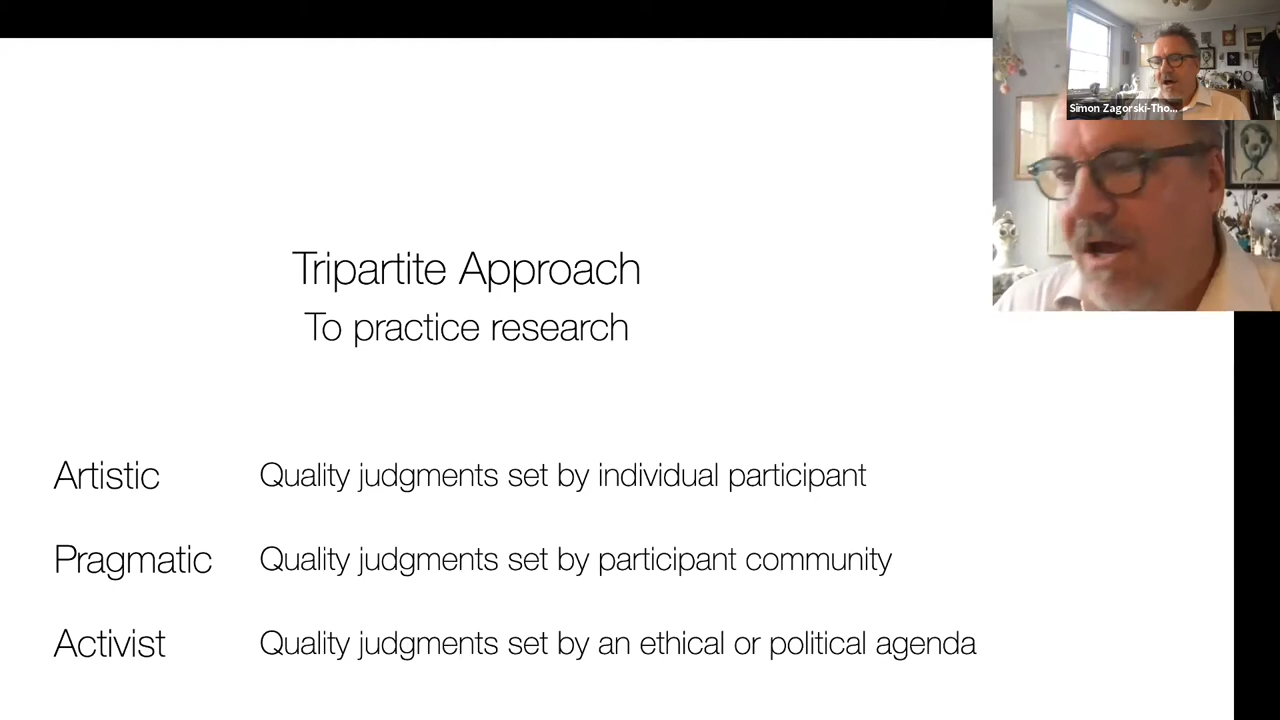 Simon Zagorski-Tho...
Tripartite Approach
To practice research
Artistic Quality judgments set by individual participant
Pragmatic Quality judgments set by participant community
Activist Quality judgments set by an ethical or political agenda